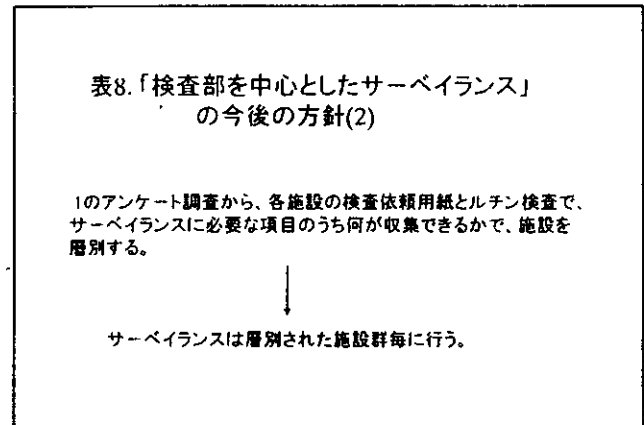 表8.「検査部を中心としたサーベイランス」
の今後の方針(2)
1のアンケート調査から、各施設の検査依頼用紙とルチン検査で、
サーベイランスに必要な項目のうち何が収集できるかで、施設を
層別する。
サーベイランスは層別された施設群毎に行う。